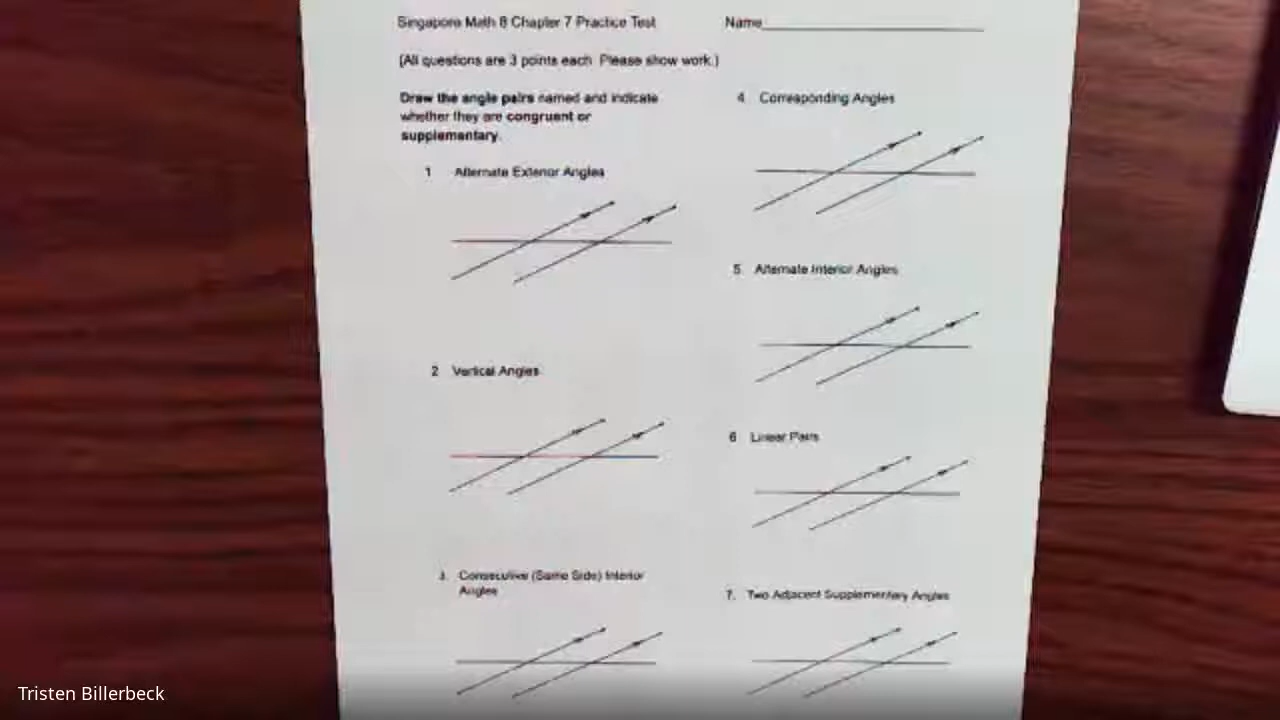 Singapore Math 8 Chapter 7 Practice Test
Name
(All questions are 3 points each. Please show work.)
Draw the angle pairs named and indicate
whether they are congruent or
supplementary.
1 Alternate Exterior Angles
2 Vertical Angles
3. Consecutive (Same Side) Interior
Angles
4. Corresponding Angles
5. Alternate Interior Angles
6 Linear Pairs
7. Two Adjacent Supplementary Angles
Tristen Billerbeck